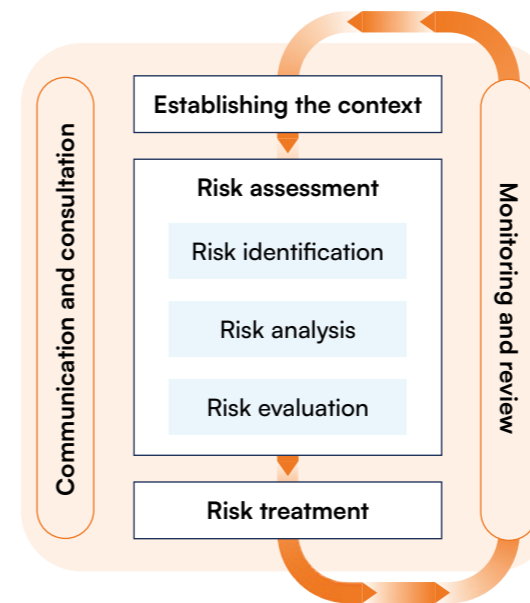 Communication and consultation
Establishing the context
Risk assessment
Risk identification
Risk analysis
Risk evaluation
Risk treatment
Monitoring and review